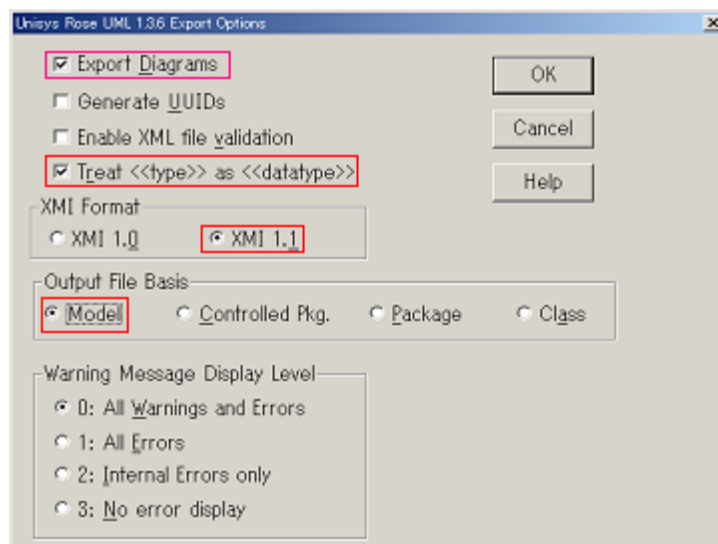 Unisys Rose UML 1.3.6 Export Options
Export Diagrams
OK
Generate UUIDs
Enable XML file validation
Cancel
Treat <<type>> as <<datatype>>
Help
XMI Format
XMI 1.0 XMI 1.1
Output File Basis
Model Controlled Pkg. Package Class
Warning Message Display Level
0: All Warnings and Errors
1: All Errors
2: Internal Errors only
3: No error display